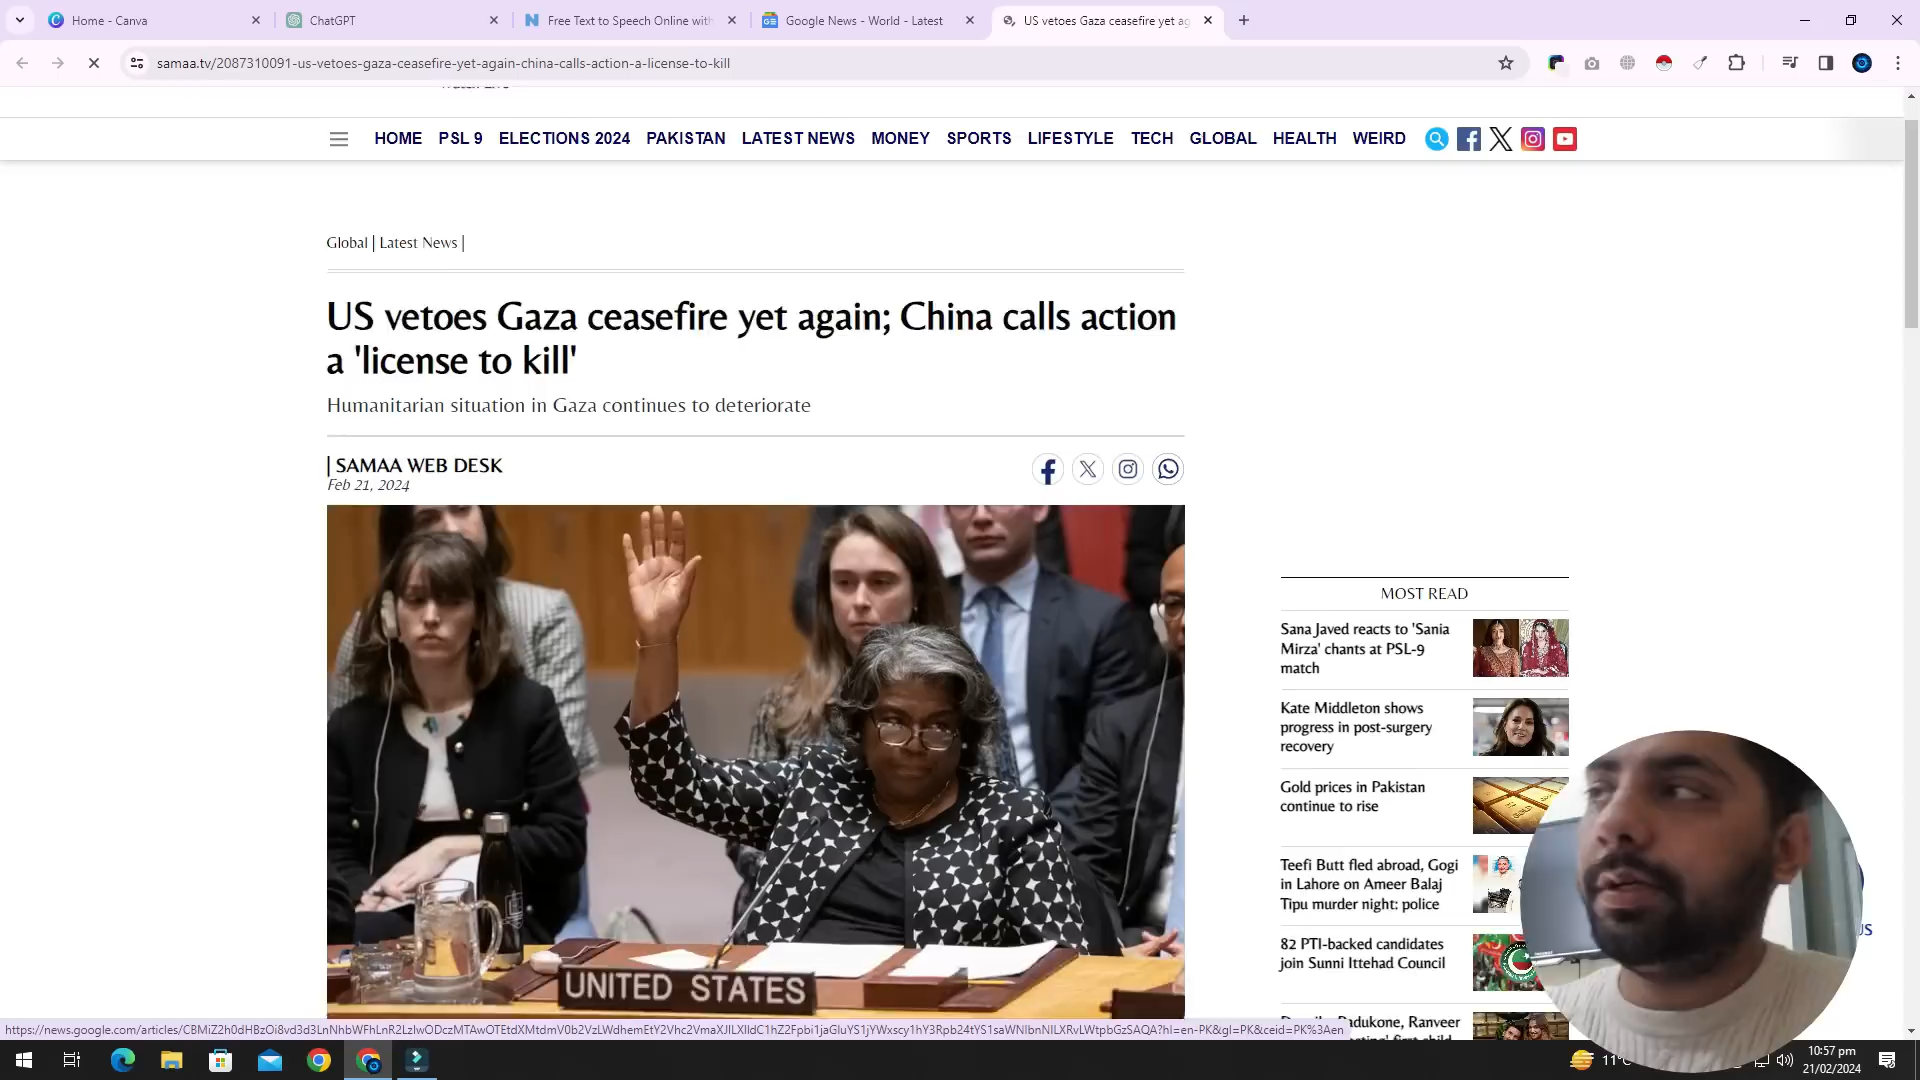 Home - Canva
ChatGPT
Free Text to Speech Online with
Google News - World - Latest
US vetoes Gaza ceasefire yet ag
samaa.tv/2087310091-us-vetoes-gaza-ceasefire-yet-again-china-calls-action-a-license-to-kill
HOME PSL 9 ELECTIONS 2024 PAKISTAN LATEST NEWS MONEY SPORTS LIFESTYLE TECH GLOBAL HEALTH WEIRD
Global | Latest News |
US vetoes Gaza ceasefire yet again; China calls action
a 'license to kill'
Humanitarian situation in Gaza continues to deteriorate
| SAMAA WEB DESK
Feb 21, 2024
UNITED STATES
MOST READ
Sana Javed reacts to 'Sania
Mirza' chants at PSL-9
match
Kate Middleton shows
progress in post-surgery
recovery
Gold prices in Pakistan
continue to rise
Teefi Butt fled abroad, Gogi
in Lahore on Ameer Balaj
Tipu murder night: police
82 PTI-backed candidates
join Sunni Ittehad Council
Padukone, Ranveer
first child
US
11°
10:57 pm
21/02/2024